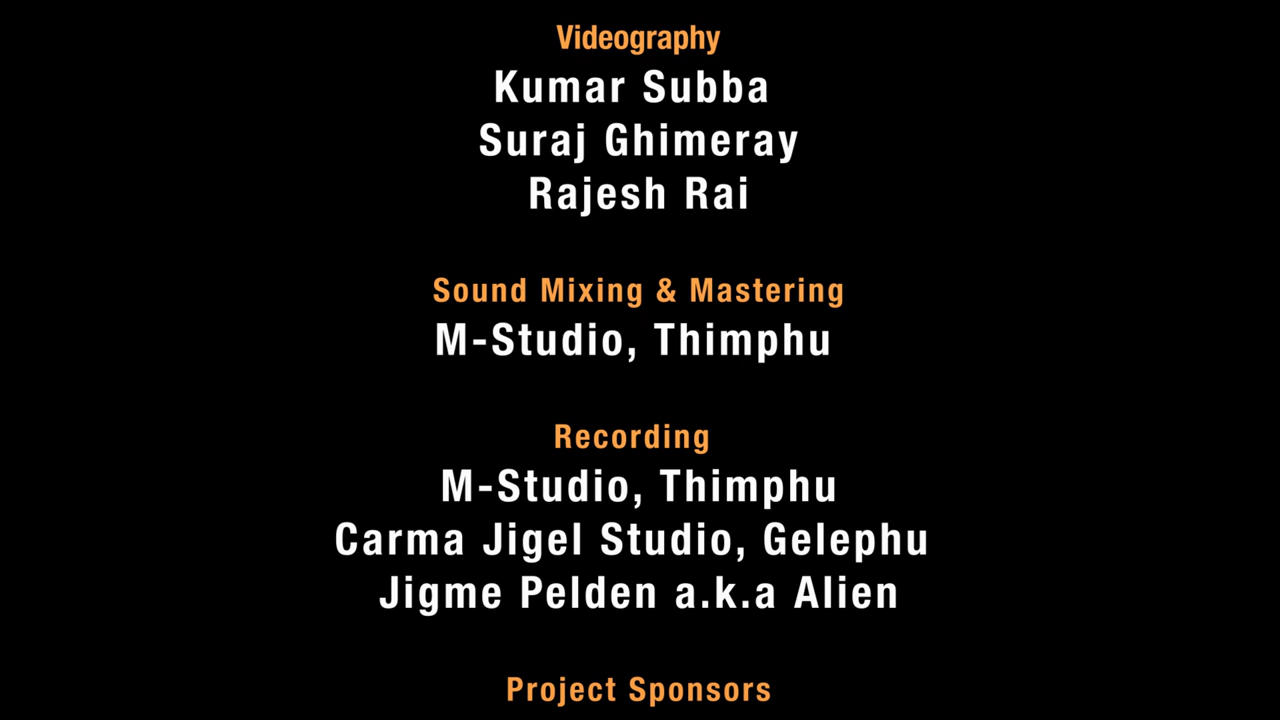 Videography
Kumar Subba
Suraj Ghimeray
Rajesh Rai
Sound Mixing & Mastering
M-Studio, Thimphu
Recording
M-Studio, Thimphu
Carma Jigel Studio, Gelephu
Jigme Pelden a.k.a Alien
Project Sponsors